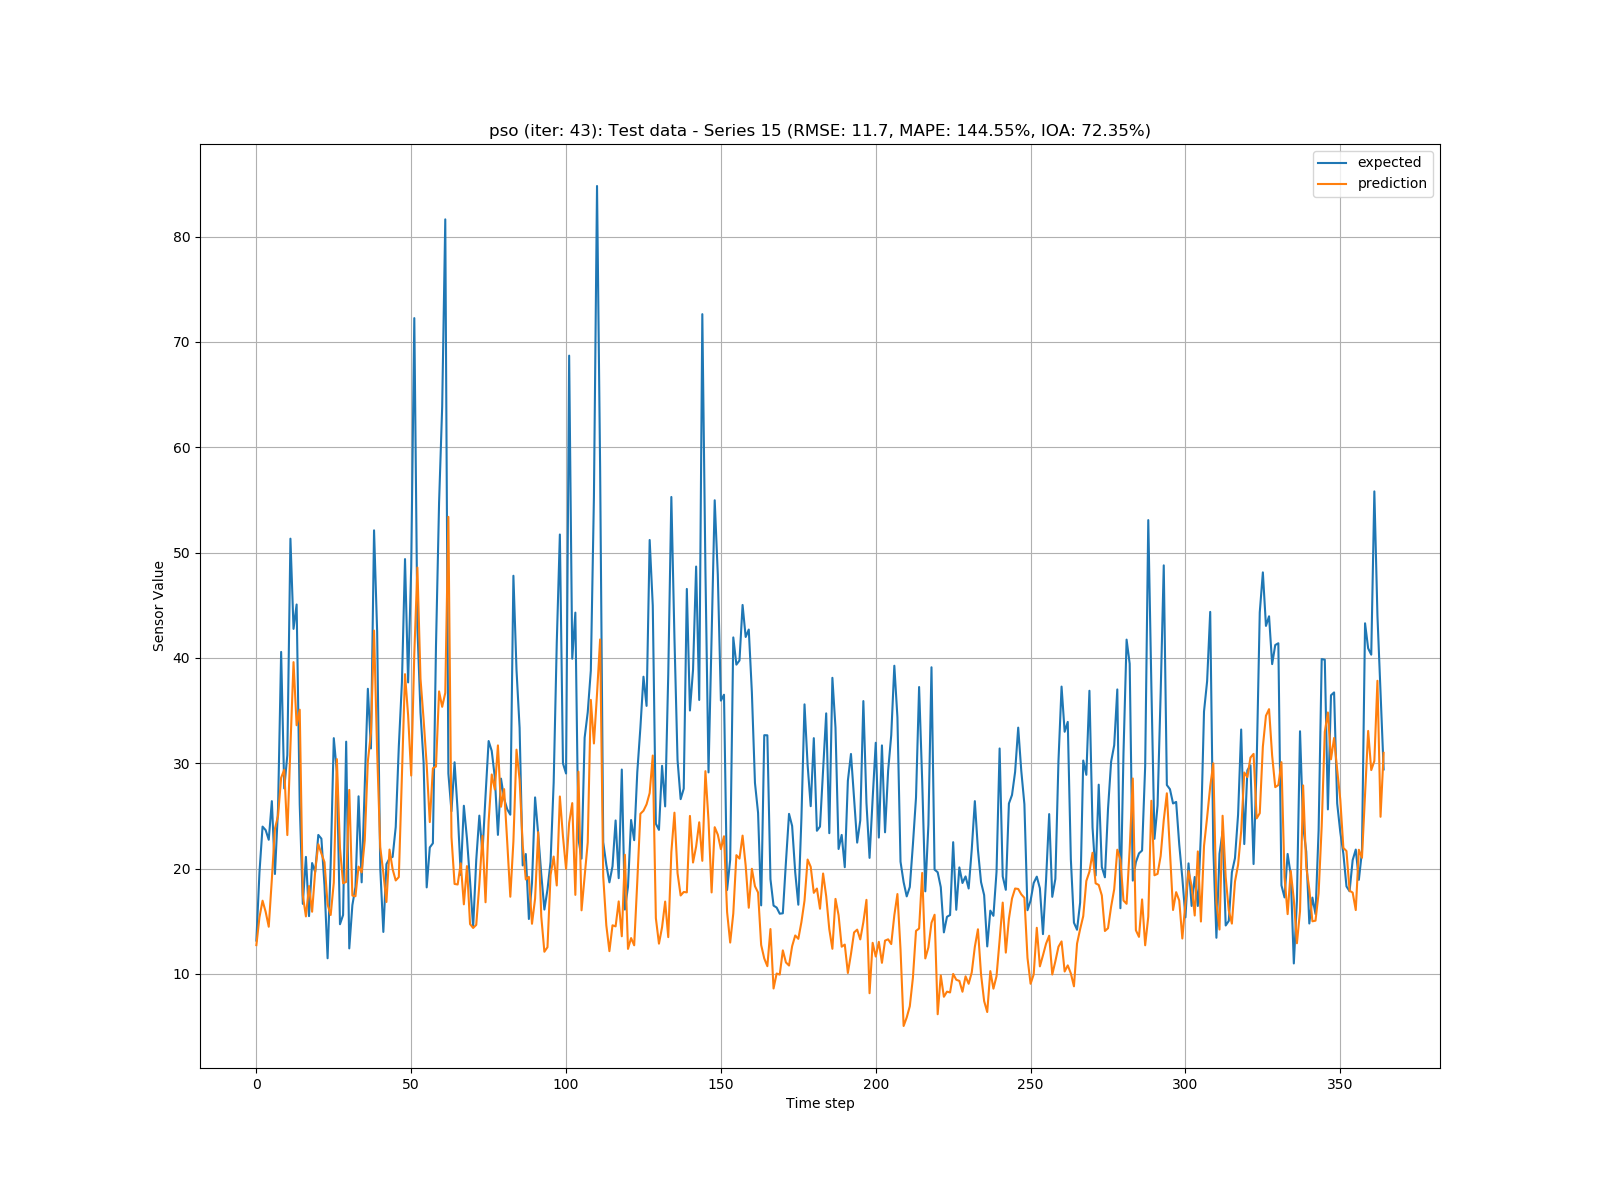 pso (iter: 43): Test data - Series 15 (RMSE: 11.7, MAPE: 144.55%, IOA: 72.35%)
expected
prediction
80
70
60
50
40
30
20
10
Sensor Value
0 50 100 150 200 250 300 350
Time step